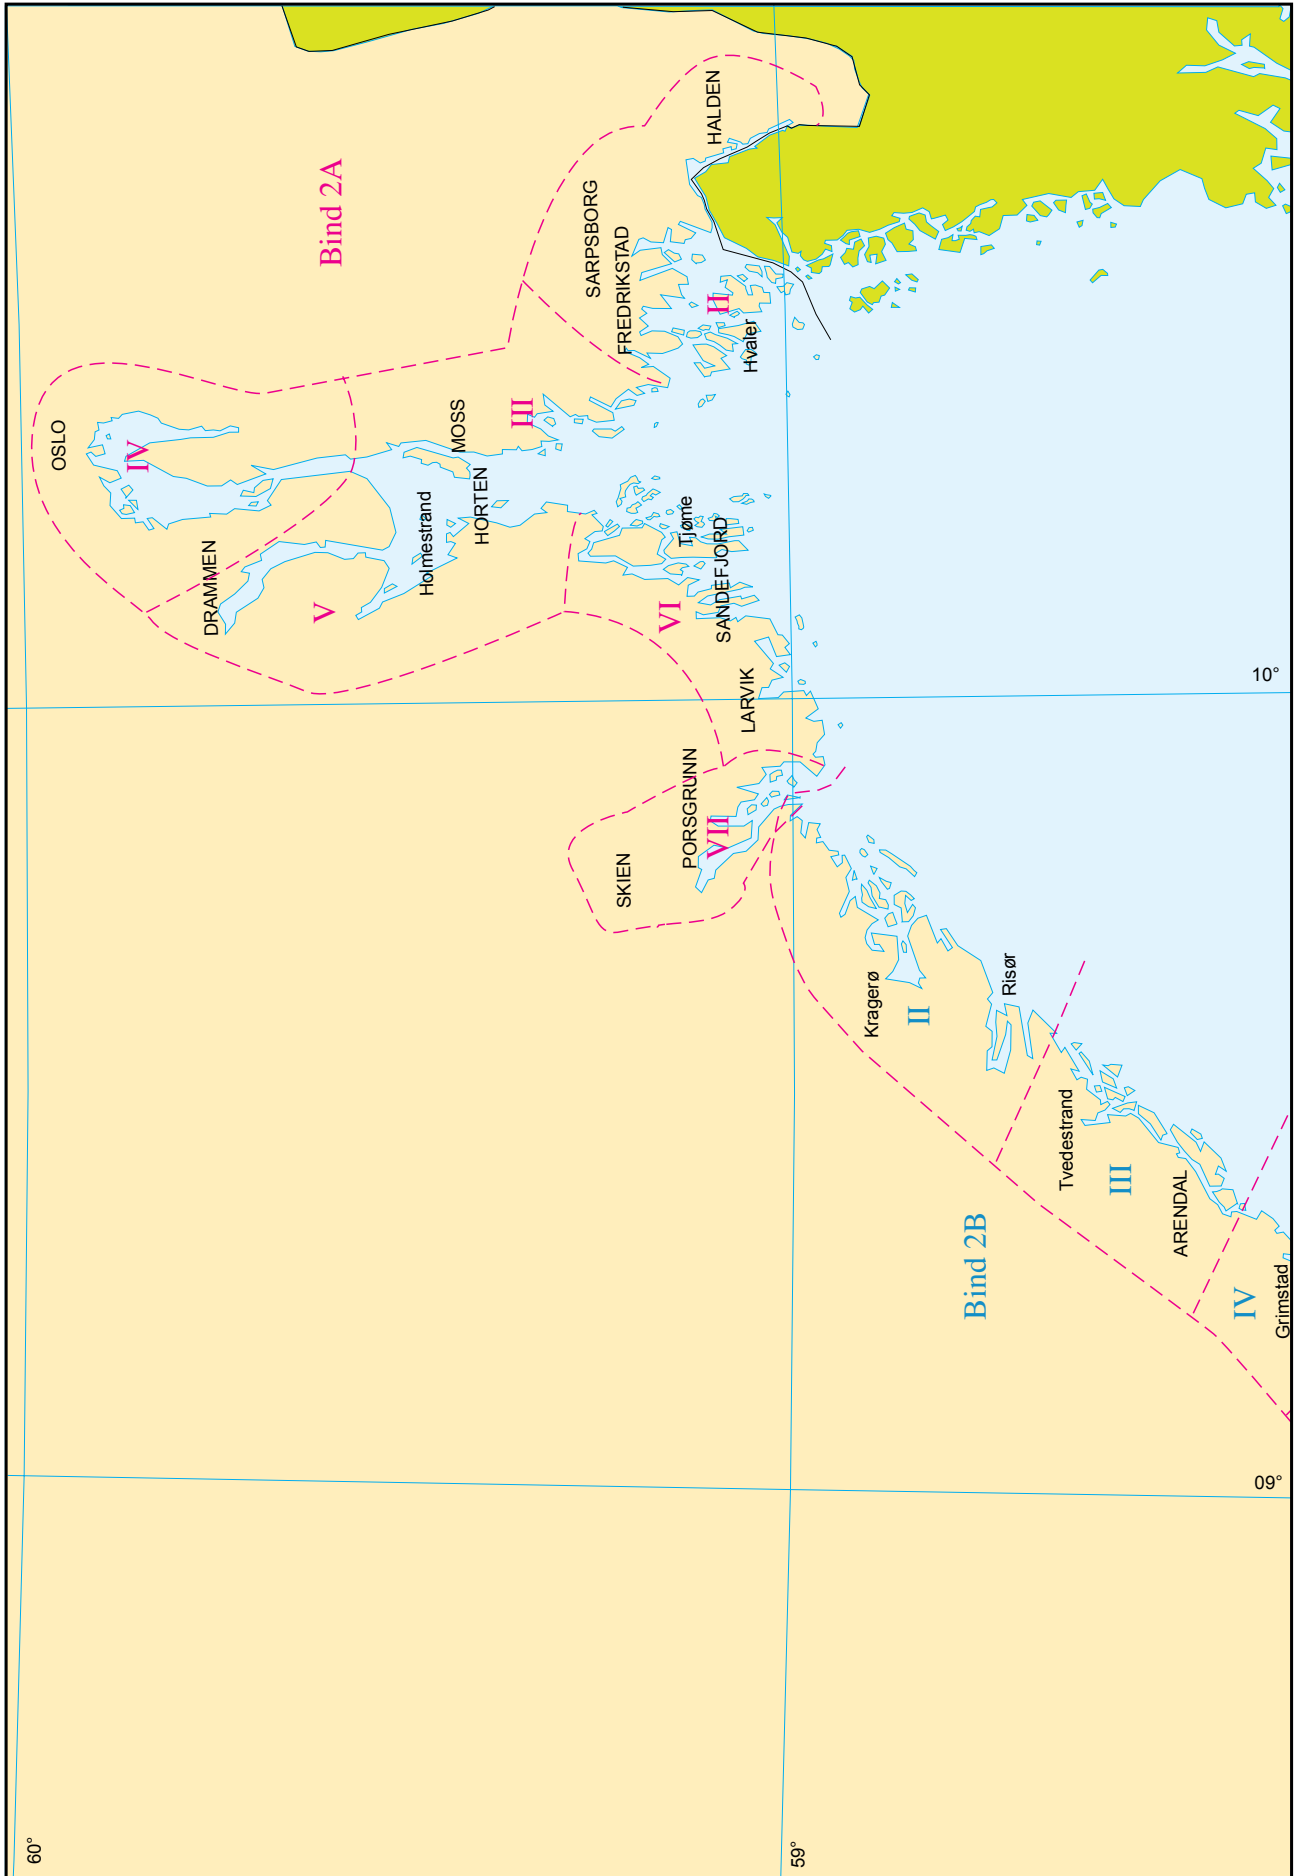 OSLO
IV
DRAMMEN
V
Bind 2A
Holmestrand
MOSS
HORTEN
III
SARPSBORG
FREDRIKSTAD
HALDEN
II
Hvaler
Tjøme
SANDEFJORD
VI
LARVIK
10°
PORSGRUNN
VII
SKIEN
Kragerø
II
Risør
Tvedestrand
III
ARENDAL
Bind 2B
IV
Grimstad
09°
60°
59°